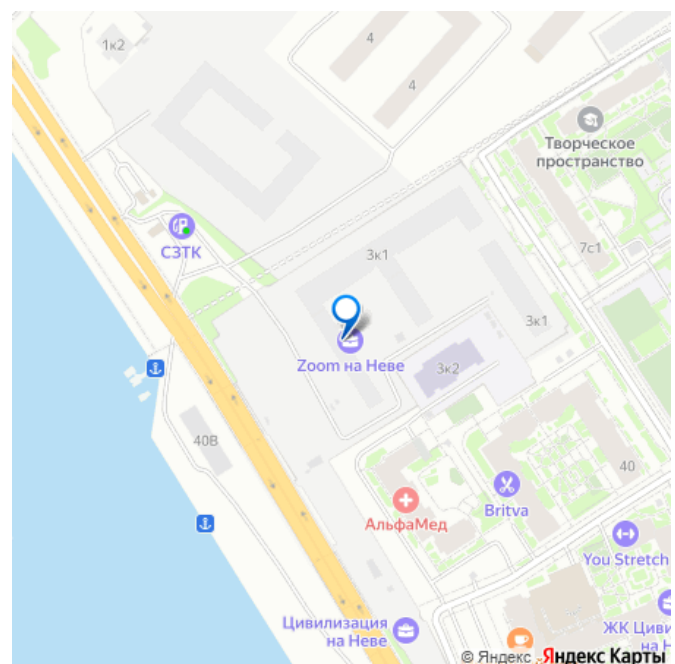 1к2
4
4
Творческое
пространство
СЗТК
7с1
3к1
3к1
Zoom на Неве
3к2
40В
40
АльфаМед
Britva
You Stretch
Цивилизация
на Неве
ЖК Циви
на Н
© Яндекс Яндекс Карты